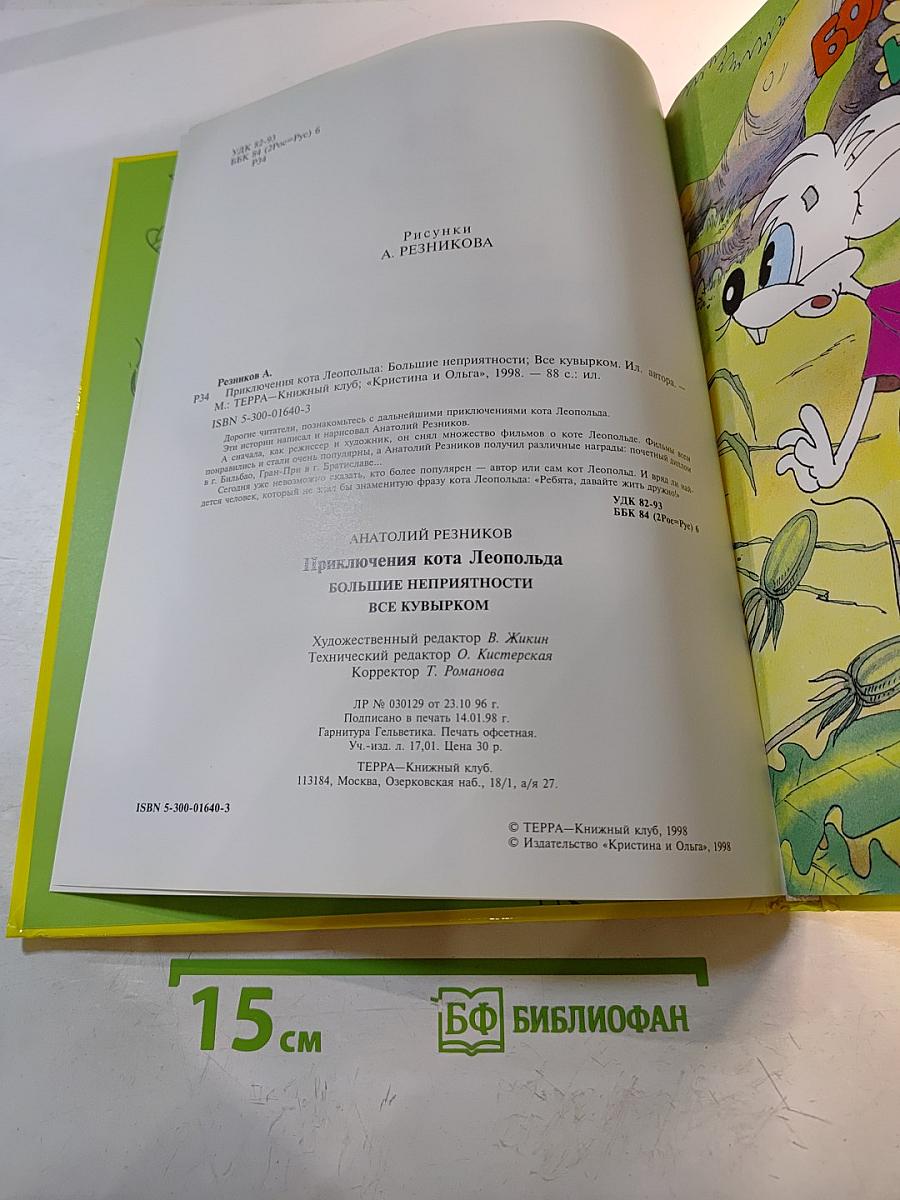 УДК 82-93
ББК 84 (2Рос=Рус) 6
Р34
Рисунки
А. РЕЗНИКОВА
Резников А.
Р34 Приключения кота Леопольда: Большие неприятности; Все кувырком. Ил. автора. —
М.: ТЕРРА—Книжный клуб; «Кристина и Ольга», 1998. — 88 с.: ил.
ISBN 5-300-01640-3
Дорогие читатели, познакомьтесь с дальнейшими приключениями кота Леопольда.
Эти истории написал и нарисовал Анатолий Резников.
А сначала, как режиссер и художник, он снял множество фильмов о коте Леопольде. Фильмы всем
понравились и стали очень популярны, а Анатолий Резников получил различные награды: почетный диплом
в г. Бильбао, Гран-При в г. Братиславе...
Сегодня уже невозможно сказать, кто более популярен — автор или сам кот Леопольд. И вряд ли най-
дется человек, который не знал бы знаменитую фразу кота Леопольда: «Ребята, давайте жить дружно!»
УДК 82-93
ББК 84 (2Рос=Рус) 6
АНАТОЛИЙ РЕЗНИКОВ
Приключения кота Леопольда
БОЛЬШИЕ НЕПРИЯТНОСТИ
ВСЕ КУВЫРКОМ
Художественный редактор В. Жикин
Технический редактор О. Кистерская
Корректор Т. Романова
ЛР № 030129 от 23.10 96 г.
Подписано в печать 14.01.98 г.
Гарнитура Гельветика. Печать офсетная.
Уч.-изд. л. 17,01. Цена 30 р.
ТЕРРА—Книжный клуб.
113184, Москва, Озерковская наб., 18/1, а/я 27.
ISBN 5-300-01640-3
© ТЕРРА—Книжный клуб, 1998
© Издательство «Кристина и Ольга», 1998
15 см
БФ БИБЛИОФАН